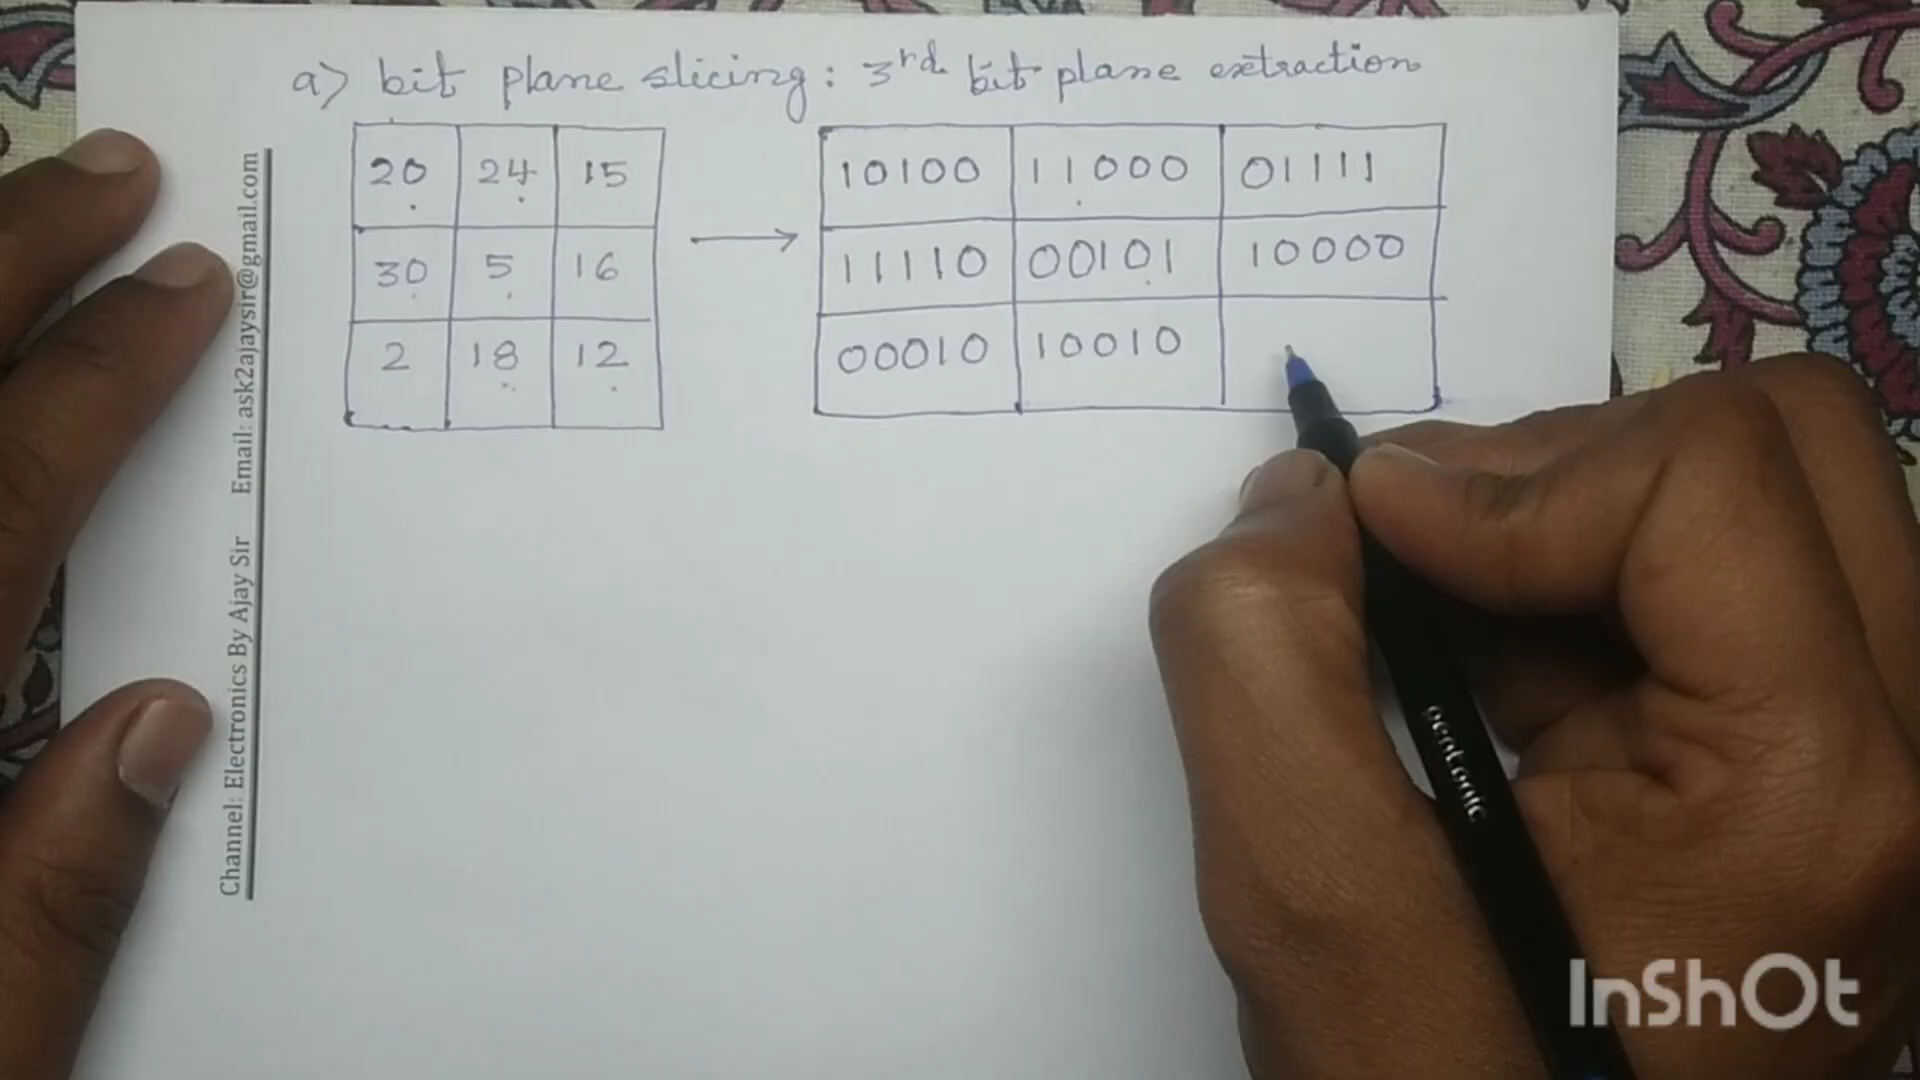 a) bit plane slicing: 3rd bit plane extraction
20 24 15
30 5 16
2 18 12
10100 11000 01111
11110 00101 10000
00010 10010
Channel: Electronics By Ajay Sir Email: ask2ajaysir@gmail.com
pentonic
InShOt